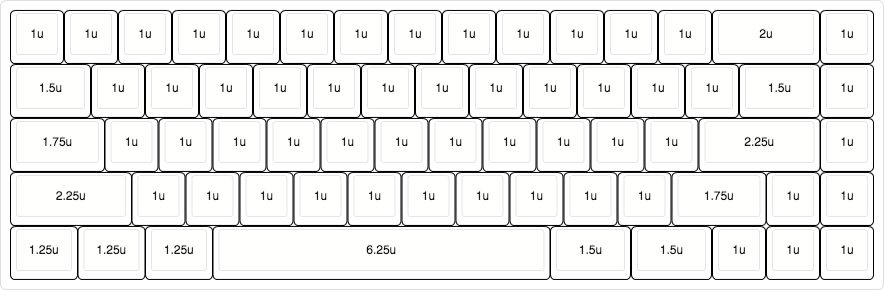 1u 1u 1u 1u 1u 1u 1u 1u 1u 1u 1u 1u 1u 2u 1u
1.5u 1u 1u 1u 1u 1u 1u 1u 1u 1u 1u 1u 1u 1.5u 1u
1.75u 1u 1u 1u 1u 1u 1u 1u 1u 1u 1u 1u 2.25u 1u
2.25u 1u 1u 1u 1u 1u 1u 1u 1u 1u 1u 1.75u 1u 1u
1.25u 1.25u 1.25u 6.25u 1.5u 1.5u 1u 1u 1u